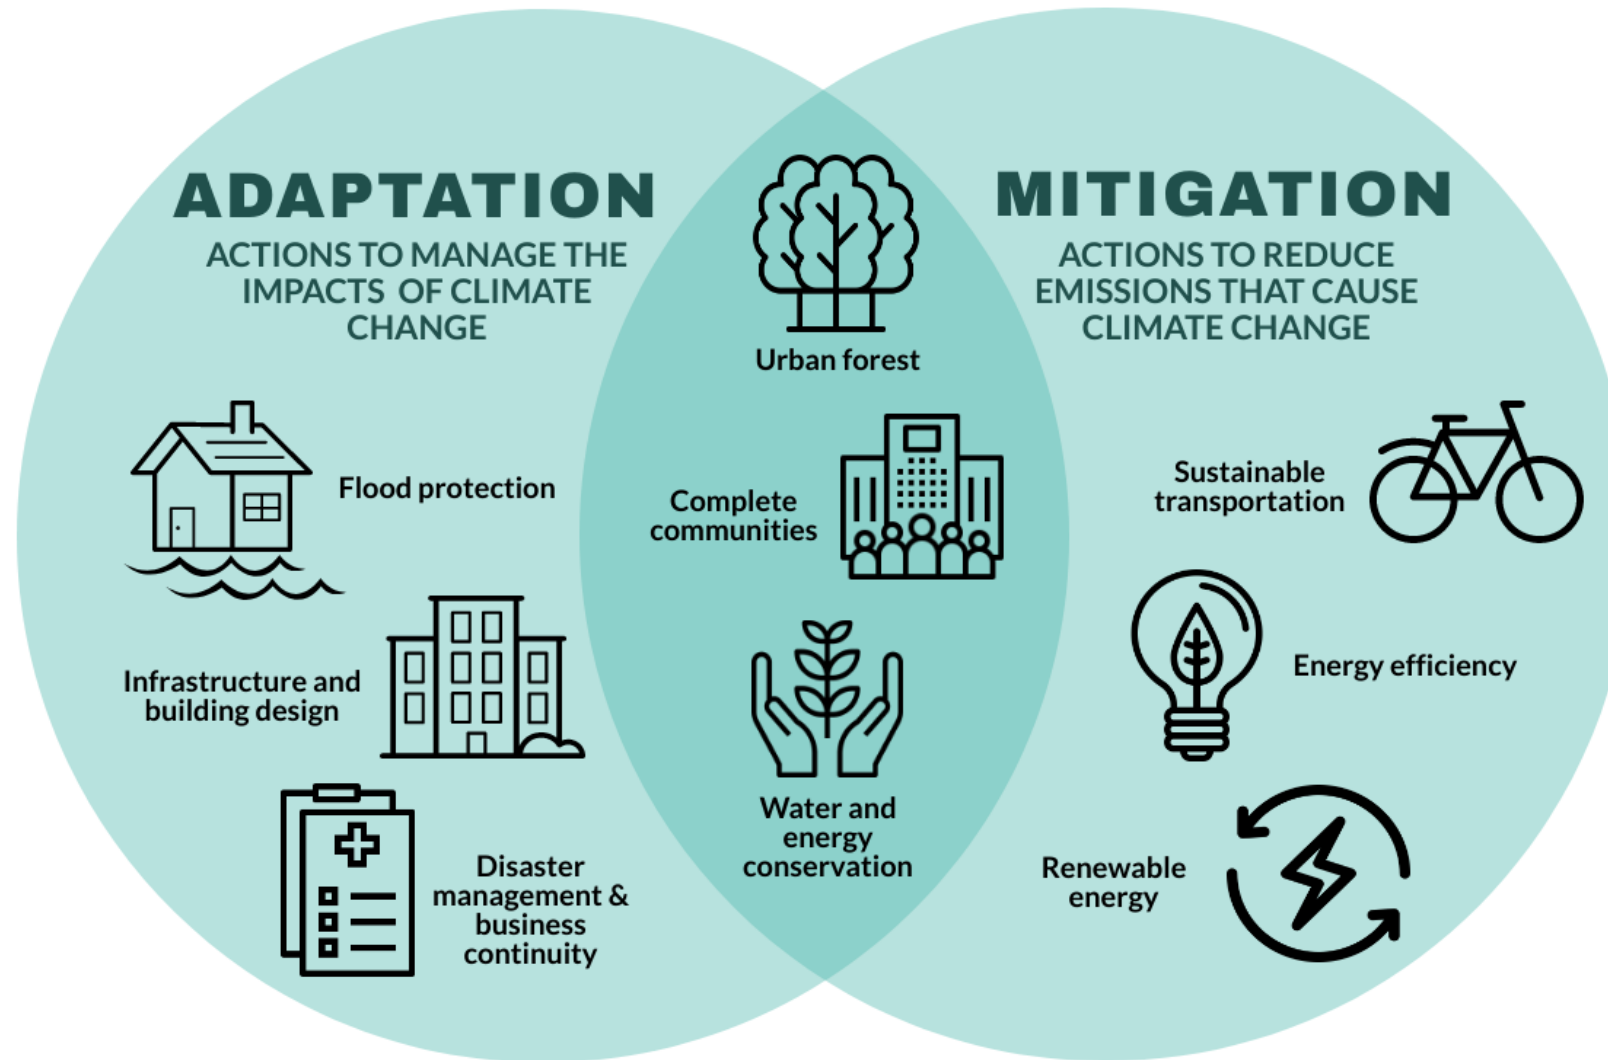 ADAPTATION
ACTIONS TO MANAGE THE
IMPACTS OF CLIMATE
CHANGE
Flood protection
Infrastructure and
building design
Disaster
management &
business
continuity
Urban forest
Complete
communities
Water and
energy
conservation
MITIGATION
ACTIONS TO REDUCE
EMISSIONS THAT CAUSE
CLIMATE CHANGE
Sustainable
transportation
Energy efficiency
Renewable
energy